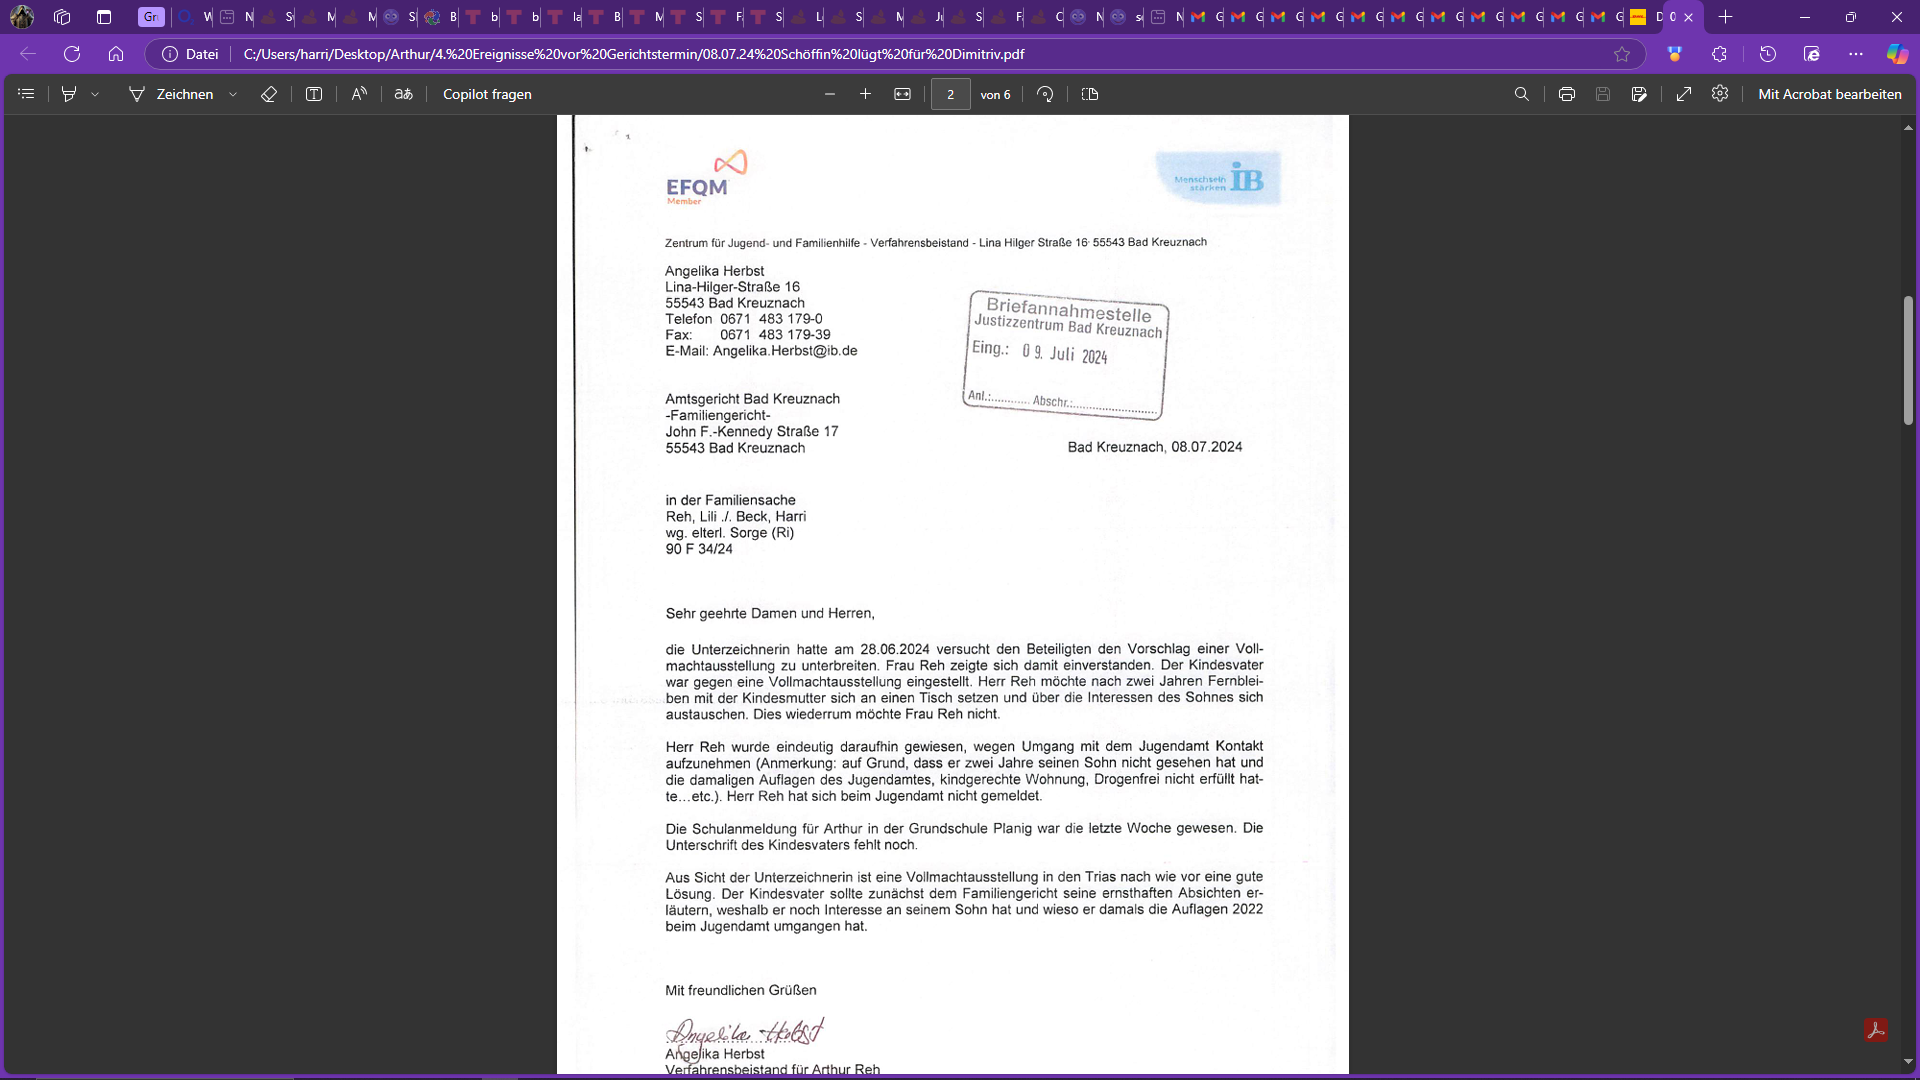 Datei
C:/Users/harri/Desktop/Arthur/4.%20Ereignisse%20vor%20Gerichtstermin/08.07.24%20Schöffin%20lügt%20für%20Dimitriv.pdf
Zeichnen
Copilot fragen
2
von 6
Mit Acrobat bearbeiten
EFQM
Member
Menschsein
stärken
iB
Zentrum für Jugend- und Familienhilfe - Verfahrensbeistand - Lina Hilger Straße 16· 55543 Bad Kreuznach
Angelika Herbst
Lina-Hilger-Straße 16
55543 Bad Kreuznach
Telefon 0671 483 179-0
Fax: 0671 483 179-39
E-Mail: Angelika.Herbst@ib.de
Briefannahmestelle
Justizzentrum Bad Kreuznach
Eing.: 09. Juli 2024
Anl.:............ Abschr.:........................
Amtsgericht Bad Kreuznach
-Familiengericht-
John F.-Kennedy Straße 17
55543 Bad Kreuznach
Bad Kreuznach, 08.07.2024
in der Familiensache
Reh, Lili ./. Beck, Harri
wg. elterl. Sorge (Ri)
90 F 34/24
Sehr geehrte Damen und Herren,
die Unterzeichnerin hatte am 28.06.2024 versucht den Beteiligten den Vorschlag einer Voll-
machtausstellung zu unterbreiten. Frau Reh zeigte sich damit einverstanden. Der Kindesvater
war gegen eine Vollmachtausstellung eingestellt. Herr Reh möchte nach zwei Jahren Fernblei-
ben mit der Kindesmutter sich an einen Tisch setzen und über die Interessen des Sohnes sich
austauschen. Dies wiederrum möchte Frau Reh nicht.
Herr Reh wurde eindeutig daraufhin gewiesen, wegen Umgang mit dem Jugendamt Kontakt
aufzunehmen (Anmerkung: auf Grund, dass er zwei Jahre seinen Sohn nicht gesehen hat und
die damaligen Auflagen des Jugendamtes, kindgerechte Wohnung, Drogenfrei nicht erfüllt hat-
te…etc.). Herr Reh hat sich beim Jugendamt nicht gemeldet.
Die Schulanmeldung für Arthur in der Grundschule Planig war die letzte Woche gewesen. Die
Unterschrift des Kindesvaters fehlt noch.
Aus Sicht der Unterzeichnerin ist eine Vollmachtausstellung in den Trias nach wie vor eine gute
Lösung. Der Kindesvater sollte zunächst dem Familiengericht seine ernsthaften Absichten er-
läutern, weshalb er noch Interesse an seinem Sohn hat und wieso er damals die Auflagen 2022
beim Jugendamt umgangen hat.
Mit freundlichen Grüßen
Angelika Herbst
Angelika Herbst
Verfahrensbeistand für Arthur Reh